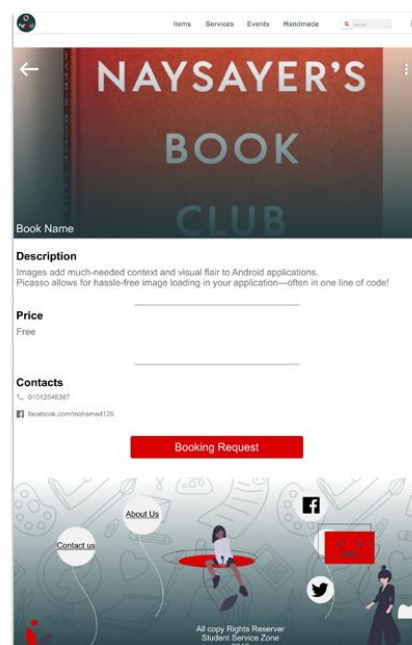 Items Services Events Handmade
NAYSAYER'S
BOOK
CLUB
Book Name
Description
Images add much-needed context and visual flair to Android applications.
Picasso allows for hassle-free image loading in your application—often in one line of code!
Price
Free
Contacts
01012548387
facebook.com/mohamed126
Booking Request
About Us
Contact us
All copy Rights Reserver
Student Service Zone